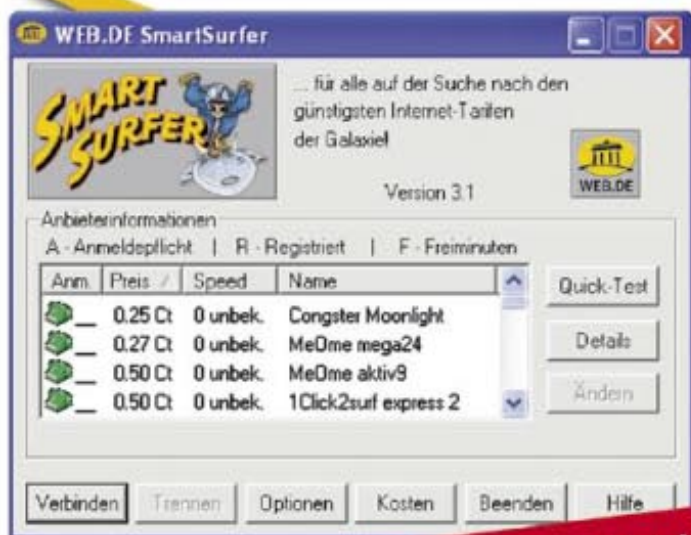 WEB.DE SmartSurfer
SMART
SURFER
... für alle auf der Suche nach den
günstigsten Internet-Tarifen
der Galaxie!
Version 3.1
WEB.DE
Anbieterinformationen
A - Anmeldepflicht | R - Registriert | F - Freiminuten
Anm. Preis Speed Name
0.25 Ct 0 unbek. Congster Moonlight
0.27 Ct 0 unbek. MeOme mega24
0.50 Ct 0 unbek. MeOme aktiv9
0.50 Ct 0 unbek. 1Click2surf express 2
Quick-Test
Details
Ändern
Verbinden Trennen Optionen Kosten Beenden Hilfe